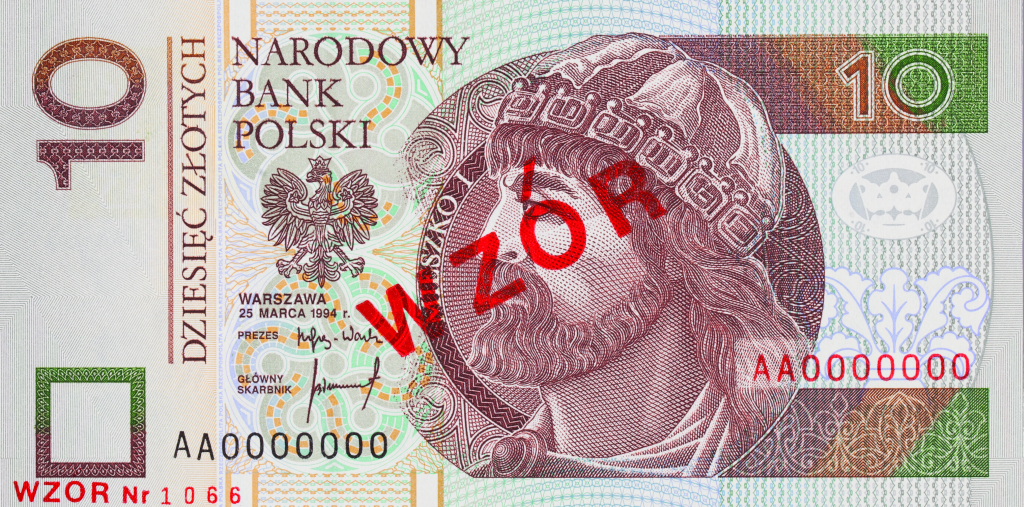 10
DZIESIĘĆ ZŁOTYCH
NARODOWY
BANK
POLSKI
WARSZAWA
25 MARCA 1994 r.
PREZES
GŁÓWNY
SKARBNIK
AA0000000
WZÓR
10
AA0000000
WZOR Nr 1066